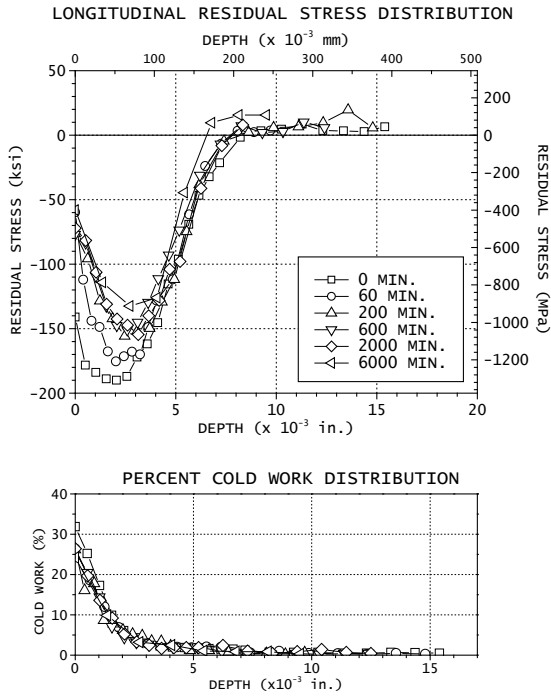 LONGITUDINAL RESIDUAL STRESS DISTRIBUTION
DEPTH (x 10⁻³ mm)
0 100 200 300 400 500
50
0
-50
-100
-150
-200
RESIDUAL STRESS (ksi)
200
0
-200
-400
-600
-800
-1000
-1200
RESIDUAL STRESS (MPa)
0 MIN.
60 MIN.
200 MIN.
600 MIN.
2000 MIN.
6000 MIN.
0 5 10 15 20
DEPTH (x 10⁻³ in.)
PERCENT COLD WORK DISTRIBUTION
40
30
20
10
0
COLD WORK (%)
0 5 10 15
DEPTH (x 10⁻³ in.)